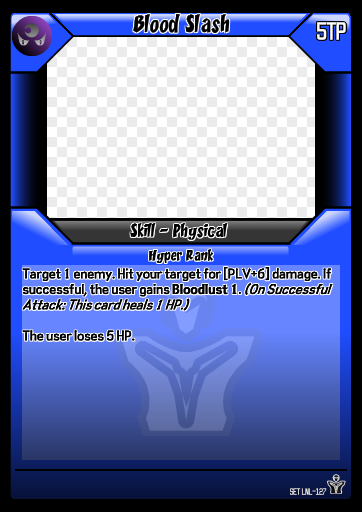 Blood Slash
5TP
Skill - Physical
Hyper Rank
Target 1 enemy. Hit your target for [PLV+6] damage. If
successful, the user gains Bloodlust 1. (On Successful
Attack: This card heals 1 HP.)
The user loses 5 HP.
SET LNL-127